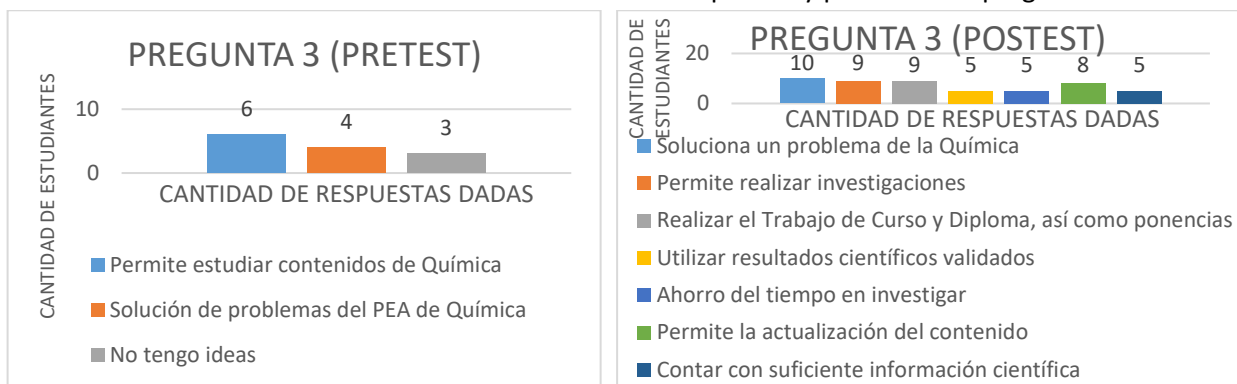 PREGUNTA 3 (PRETEST)
CANTIDAD DE ESTUDIANTES
10
0
6
4
3
CANTIDAD DE RESPUESTAS DADAS
Permite estudiar contenidos de Química
Solución de problemas del PEA de Química
No tengo ideas
PREGUNTA 3 (POSTEST)
CANTIDAD DE
ESTUDIANTES
20
0
10
9
9
5
5
8
5
CANTIDAD DE RESPUESTAS DADAS
Soluciona un problema de la Química
Permite realizar investigaciones
Realizar el Trabajo de Curso y Diploma, así como ponencias
Utilizar resultados científicos validados
Ahorro del tiempo en investigar
Permite la actualización del contenido
Contar con suficiente información científica